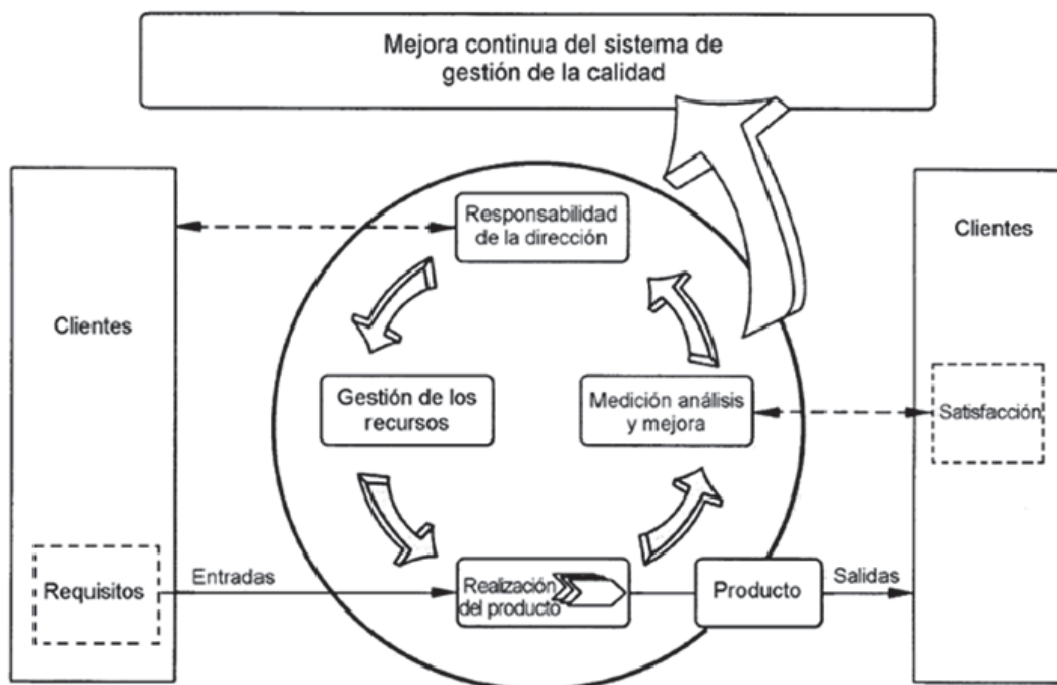 Mejora continua del sistema de
gestión de la calidad
Responsabilidad
de la dirección
Clientes
Clientes
Gestión de los
recursos
Medición análisis
y mejora
Satisfacción
Requisitos
Entradas
Realización
del producto
Producto
Salidas